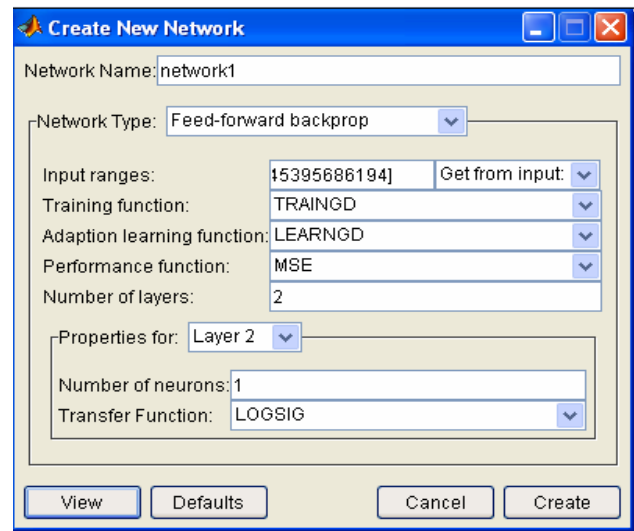 Create New Network
Network Name: network1
Network Type: Feed-forward backprop
Input ranges: 45395686194] Get from input:
Training function: TRAINGD
Adaption learning function: LEARNGD
Performance function: MSE
Number of layers: 2
Properties for: Layer 2
Number of neurons: 1
Transfer Function: LOGSIG
View Defaults Cancel Create